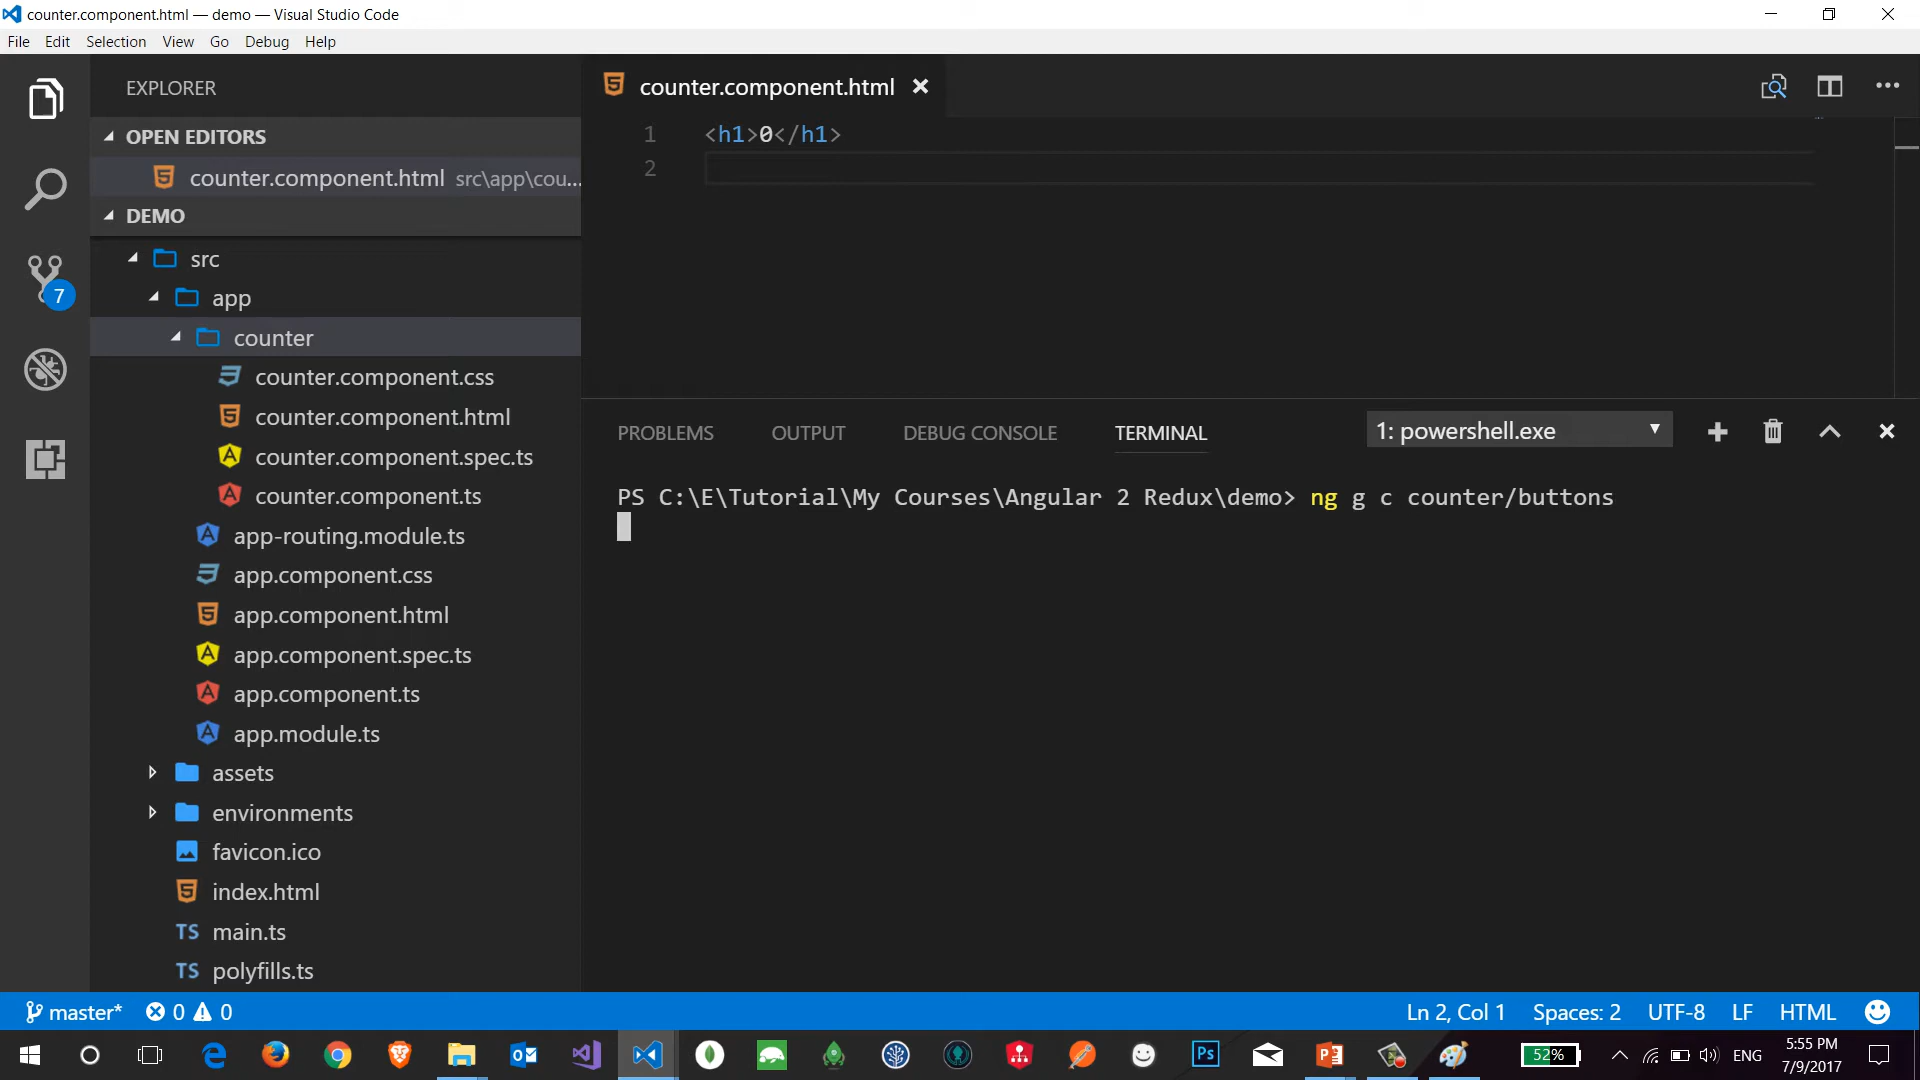 counter.component.html — demo — Visual Studio Code
File Edit Selection View Go Debug Help
EXPLORER
OPEN EDITORS
counter.component.html src\app\cou...
DEMO
src
app
counter
counter.component.css
counter.component.html
counter.component.spec.ts
counter.component.ts
app-routing.module.ts
app.component.css
app.component.html
app.component.spec.ts
app.component.ts
app.module.ts
assets
environments
favicon.ico
index.html
TS main.ts
TS polyfills.ts
7
counter.component.html
1 <h1>0</h1>
2
PROBLEMS OUTPUT DEBUG CONSOLE TERMINAL 1: powershell.exe
PS C:\E\Tutorial\My Courses\Angular 2 Redux\demo> ng g c counter/buttons
master* 0 0 Ln 2, Col 1 Spaces: 2 UTF-8 LF HTML
Ps
52%
ENG
5:55 PM
7/9/2017